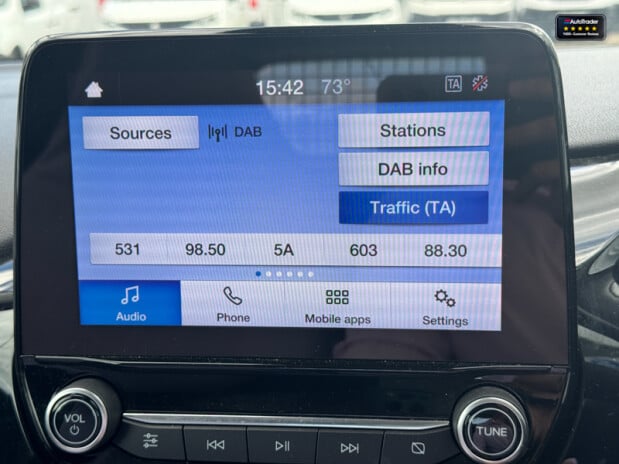 AutoTrader
15:42 73° TA
Sources DAB Stations
DAB info
Traffic (TA)
531 98.50 5A 603 88.30
Audio Phone Mobile apps Settings
VOL TUNE